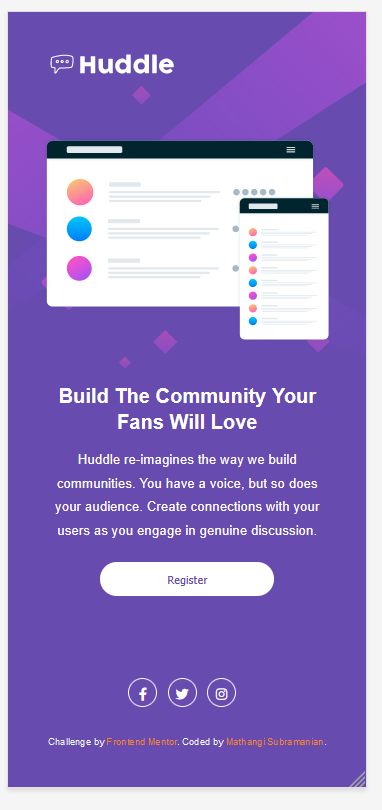 Huddle
Build The Community Your
Fans Will Love
Huddle re-imagines the way we build
communities. You have a voice, but so does
your audience. Create connections with your
users as you engage in genuine discussion.
Register
Challenge by Frontend Mentor. Coded by Mathangi Subramanian.